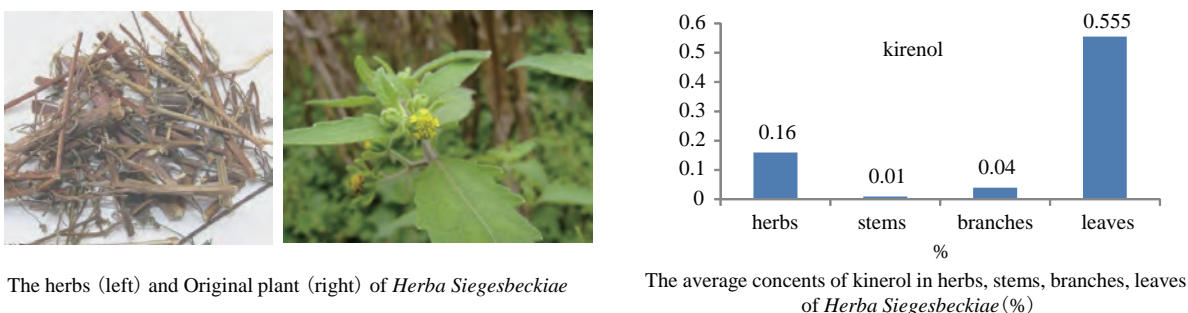 The herbs (left) and Original plant (right) of Herba Siegesbeckiae
0.6
0.5
0.4
0.3
0.2
0.1
0
kirenol
0.16
0.01
0.04
0.555
herbs
stems
branches
leaves
%
The average concents of kinerol in herbs, stems, branches, leaves
of Herba Siegesbeckiae(%)